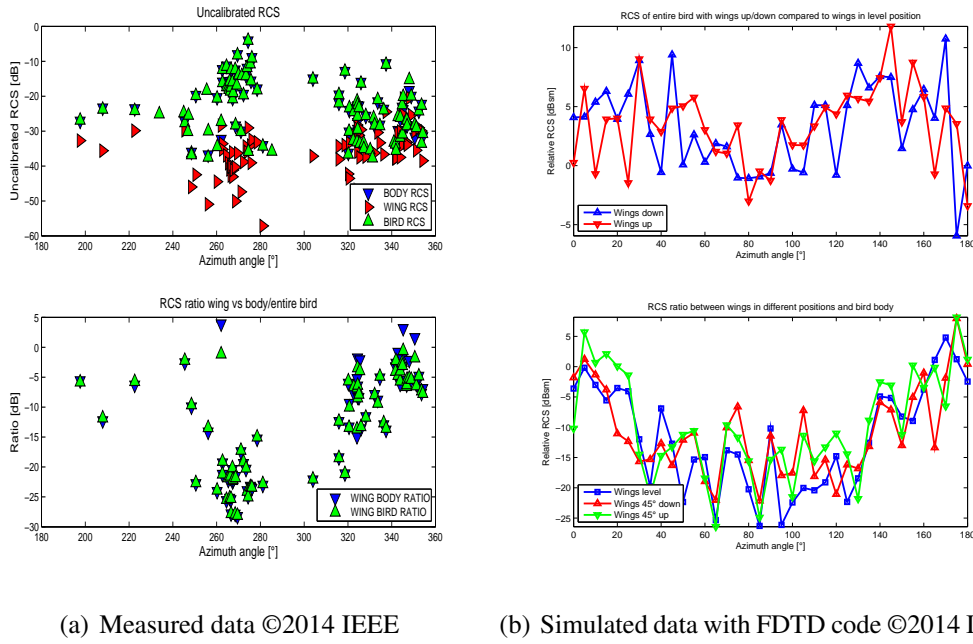 Uncalibrated RCS
0
−10
−20
−30
−40
−50
−60
Uncalibrated RCS [dB]
BODY RCS
WING RCS
BIRD RCS
180 200 220 240 260 280 300 320 340 360
Azimuth angle [°]
RCS of entire bird with wings up/down compared to wings in level position
10
5
0
−5
Relative RCS [dBsm]
Wings down
Wings up
0 20 40 60 80 100 120 140 160 180
Azimuth angle [°]
RCS ratio wing vs body/entire bird
5
0
−5
−10
−15
−20
−25
−30
Ratio [dB]
WING BODY RATIO
WING BIRD RATIO
180 200 220 240 260 280 300 320 340 360
Azimuth angle [°]
RCS ratio between wings in different positions and bird body
5
0
−5
−10
−15
−20
−25
Relative RCS [dBsm]
Wings level
Wings 45° down
Wings 45° up
0 20 40 60 80 100 120 140 160 180
Azimuth angle [°]
(a) Measured data ©2014 IEEE
(b) Simulated data with FDTD code ©2014 I